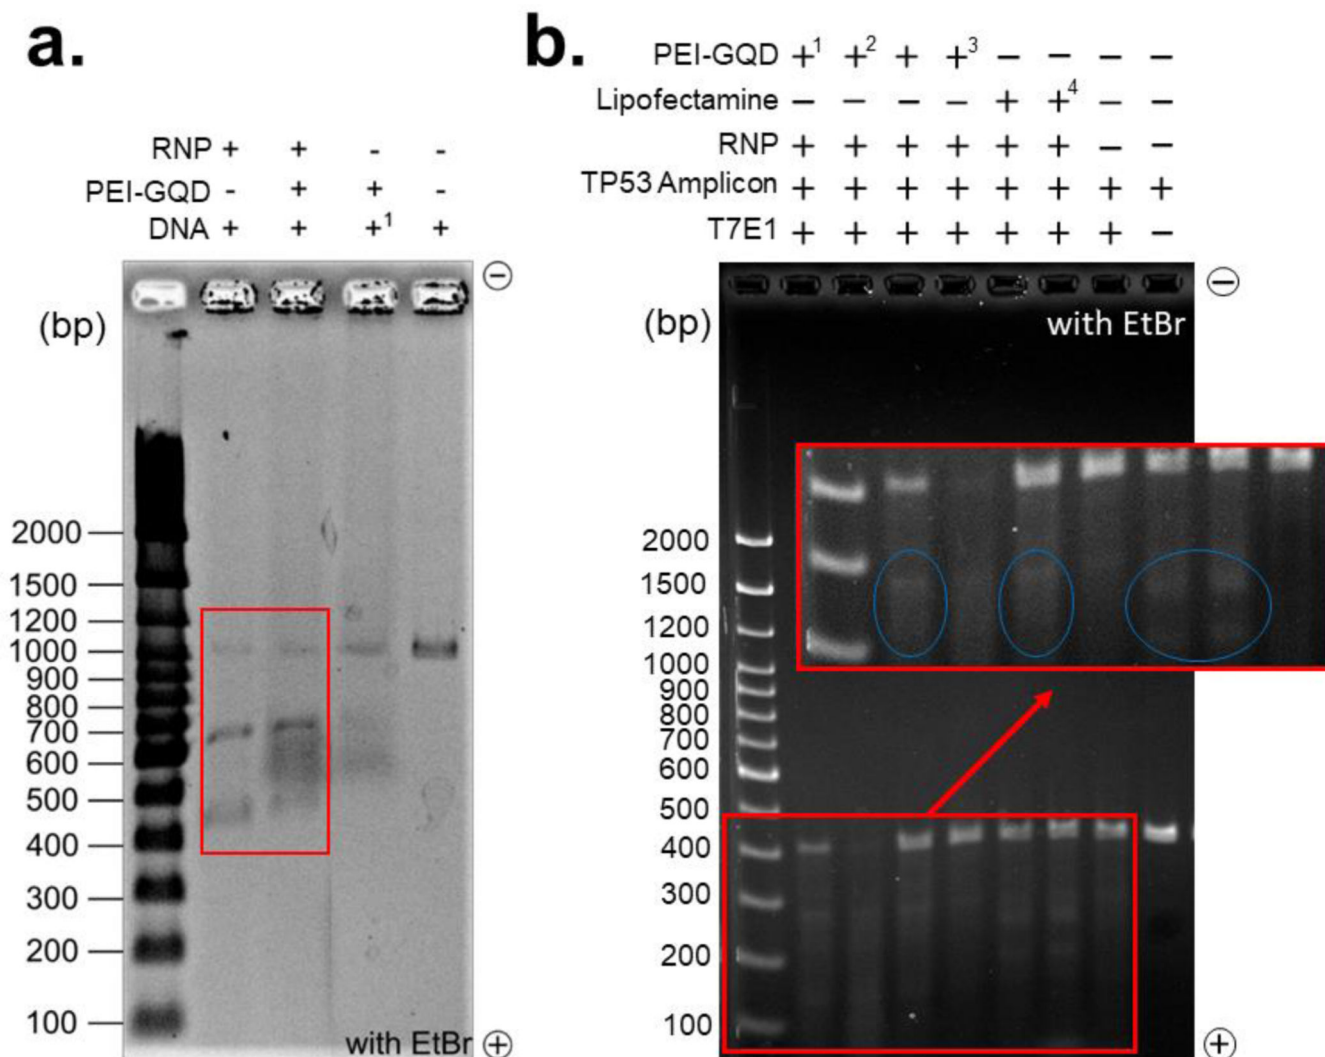 a.
RNP + + - -
PEI-GQD - + + -
DNA + + +¹ +
(bp)
⊖
2000
1500
1200
1000
900
800
700
600
500
400
300
200
100
with EtBr ⊕
b.
PEI-GQD +¹ +² + +³ − − − −
Lipofectamine − − − − + +⁴ − −
RNP + + + + + + − −
TP53 Amplicon + + + + + + + +
T7E1 + + + + + + + −
(bp)
⊖
with EtBr
2000
1500
1200
1000
900
800
700
600
500
400
300
200
100
⊕